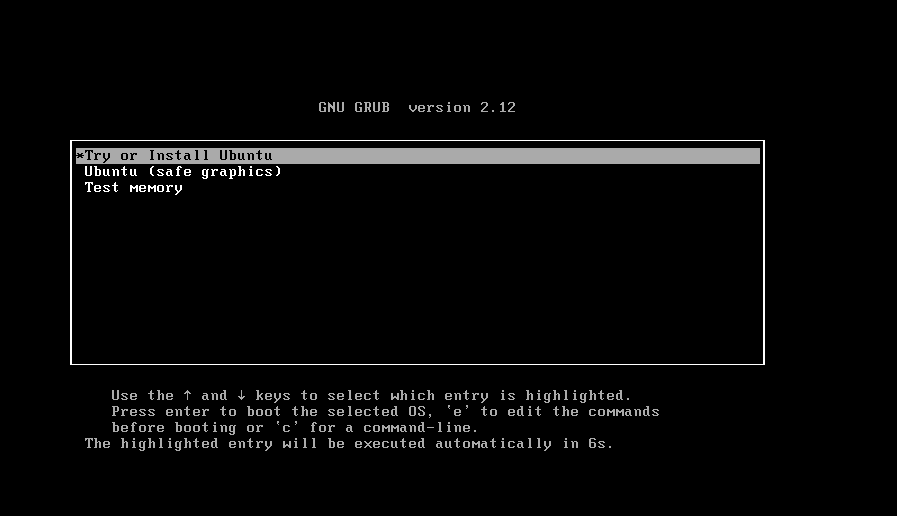 GNU GRUB  version 2.12
*Try or Install Ubuntu
Ubuntu (safe graphics)
Test memory
Use the ↑ and ↓ keys to select which entry is highlighted.
Press enter to boot the selected OS, `e' to edit the commands
before booting or `c' for a command-line.
The highlighted entry will be executed automatically in 6s.